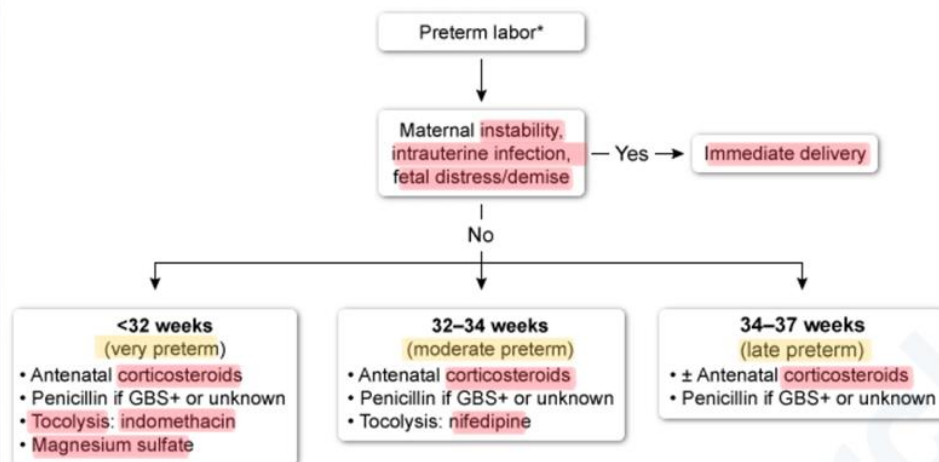 Preterm labor*
Maternal instability,
intrauterine infection,
fetal distress/demise
Yes
Immediate delivery
No
<32 weeks
(very preterm)
• Antenatal corticosteroids
• Penicillin if GBS+ or unknown
• Tocolysis: indomethacin
• Magnesium sulfate
32–34 weeks
(moderate preterm)
• Antenatal corticosteroids
• Penicillin if GBS+ or unknown
• Tocolysis: nifedipine
34–37 weeks
(late preterm)
• ± Antenatal corticosteroids
• Penicillin if GBS+ or unknown